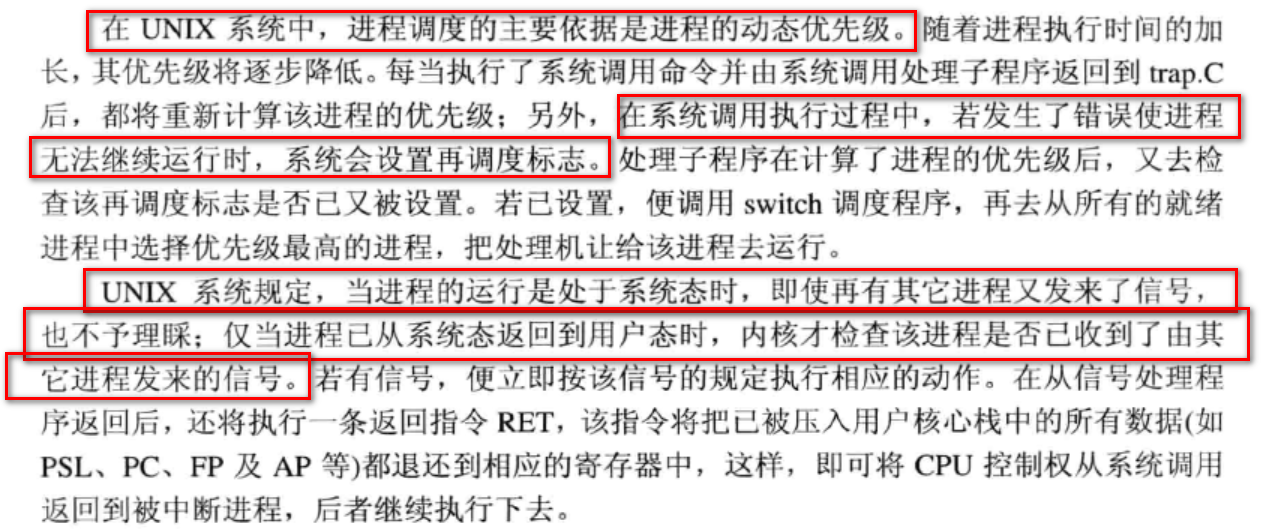 在 UNIX 系统中，进程调度的主要依据是进程的动态优先级。随着进程执行时间的加
长，其优先级将逐步降低。每当执行了系统调用命令并由系统调用处理子程序返回到 trap.C
后，都将重新计算该进程的优先级；另外，在系统调用执行过程中，若发生了错误使进程
无法继续运行时，系统会设置再调度标志。处理子程序在计算了进程的优先级后，又去检
查该再调度标志是否已又被设置。若已设置，便调用 switch 调度程序，再去从所有的就绪
进程中选择优先级最高的进程，把处理机让给该进程去运行。
UNIX 系统规定，当进程的运行是处于系统态时，即使再有其它进程又发来了信号，
也不予理睬；仅当进程已从系统态返回到用户态时，内核才检查该进程是否已收到了由其
它进程发来的信号。若有信号，便立即按该信号的规定执行相应的动作。在从信号处理程
序返回后，还将执行一条返回指令 RET，该指令将把已被压入用户核心栈中的所有数据(如
PSL、PC、FP 及 AP 等)都退还到相应的寄存器中，这样，即可将 CPU 控制权从系统调用
返回到被中断进程，后者继续执行下去。